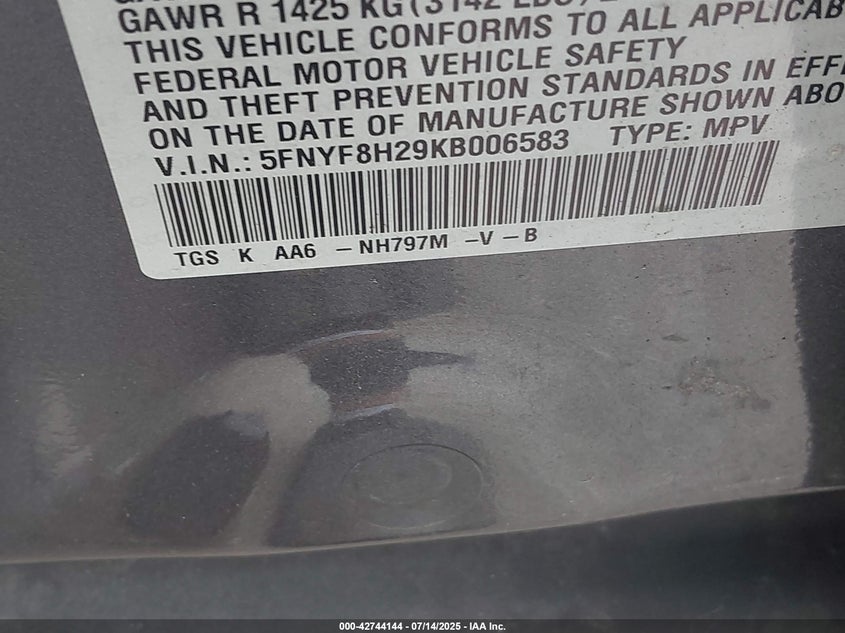 GAWR R 1425 KG (3142
THIS VEHICLE CONFORMS TO ALL APPLICAB
FEDERAL MOTOR VEHICLE SAFETY
AND THEFT PREVENTION STANDARDS IN EFF
ON THE DATE OF MANUFACTURE SHOWN ABO
V.I.N.: 5FNYF8H29KB006583 TYPE: MPV
TGS K AA6 -NH797M -V-B
000-42744144 - 07/14/2025 - IAA Inc.